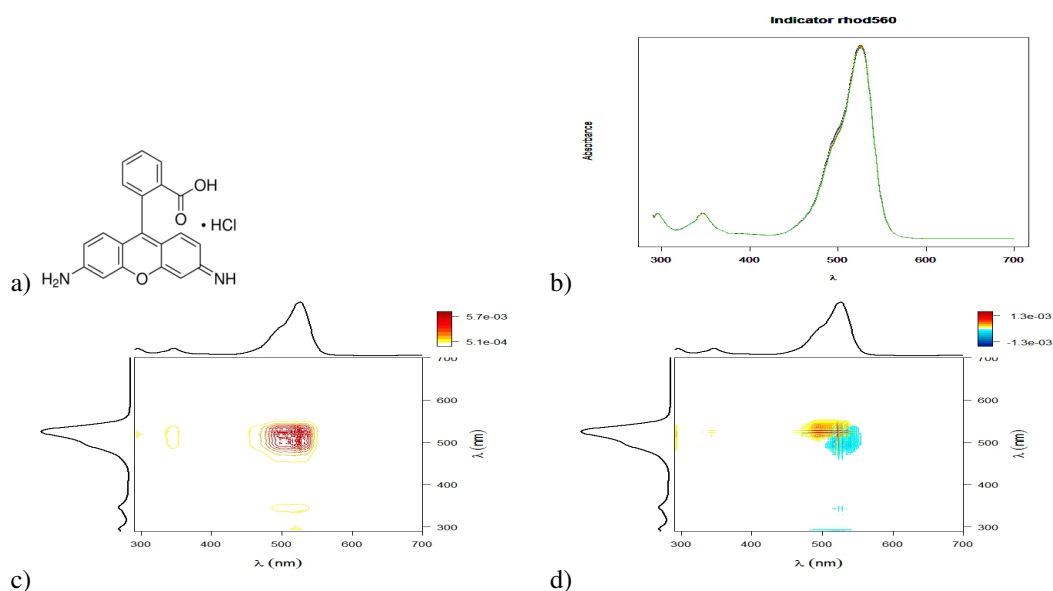 Indicator rhod560
Absorbance
300 400 500 600 700
λ
OH
O
• HCl
H₂N
O
NH
a)
b)
5.7e-03
5.1e-04
700
600
500
400
300
λ (nm)
300 400 500 600 700
λ (nm)
c)
1.3e-03
-1.3e-03
700
600
500
400
300
λ (nm)
300 400 500 600 700
λ (nm)
d)